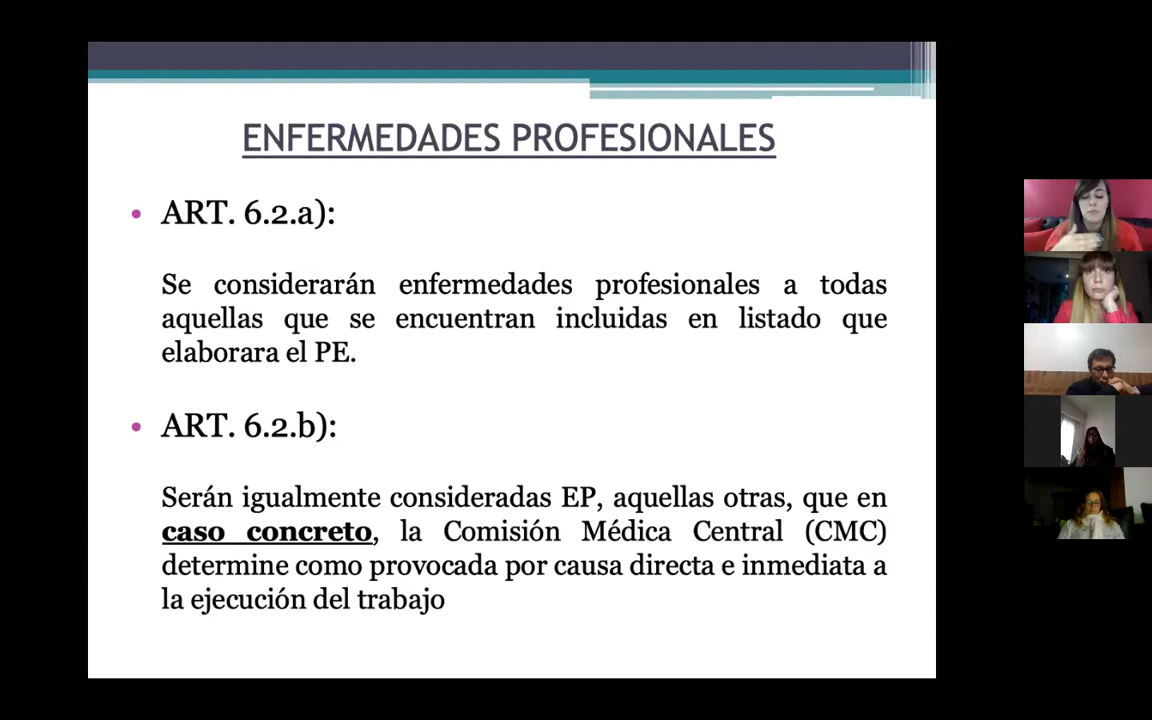 ENFERMEDADES PROFESIONALES
• ART. 6.2.a):
Se considerarán enfermedades profesionales a todas
aquellas que se encuentran incluidas en listado que
elaborara el PE.
• ART. 6.2.b):
Serán igualmente consideradas EP, aquellas otras, que en
caso concreto, la Comisión Médica Central (CMC)
determine como provocada por causa directa e inmediata a
la ejecución del trabajo